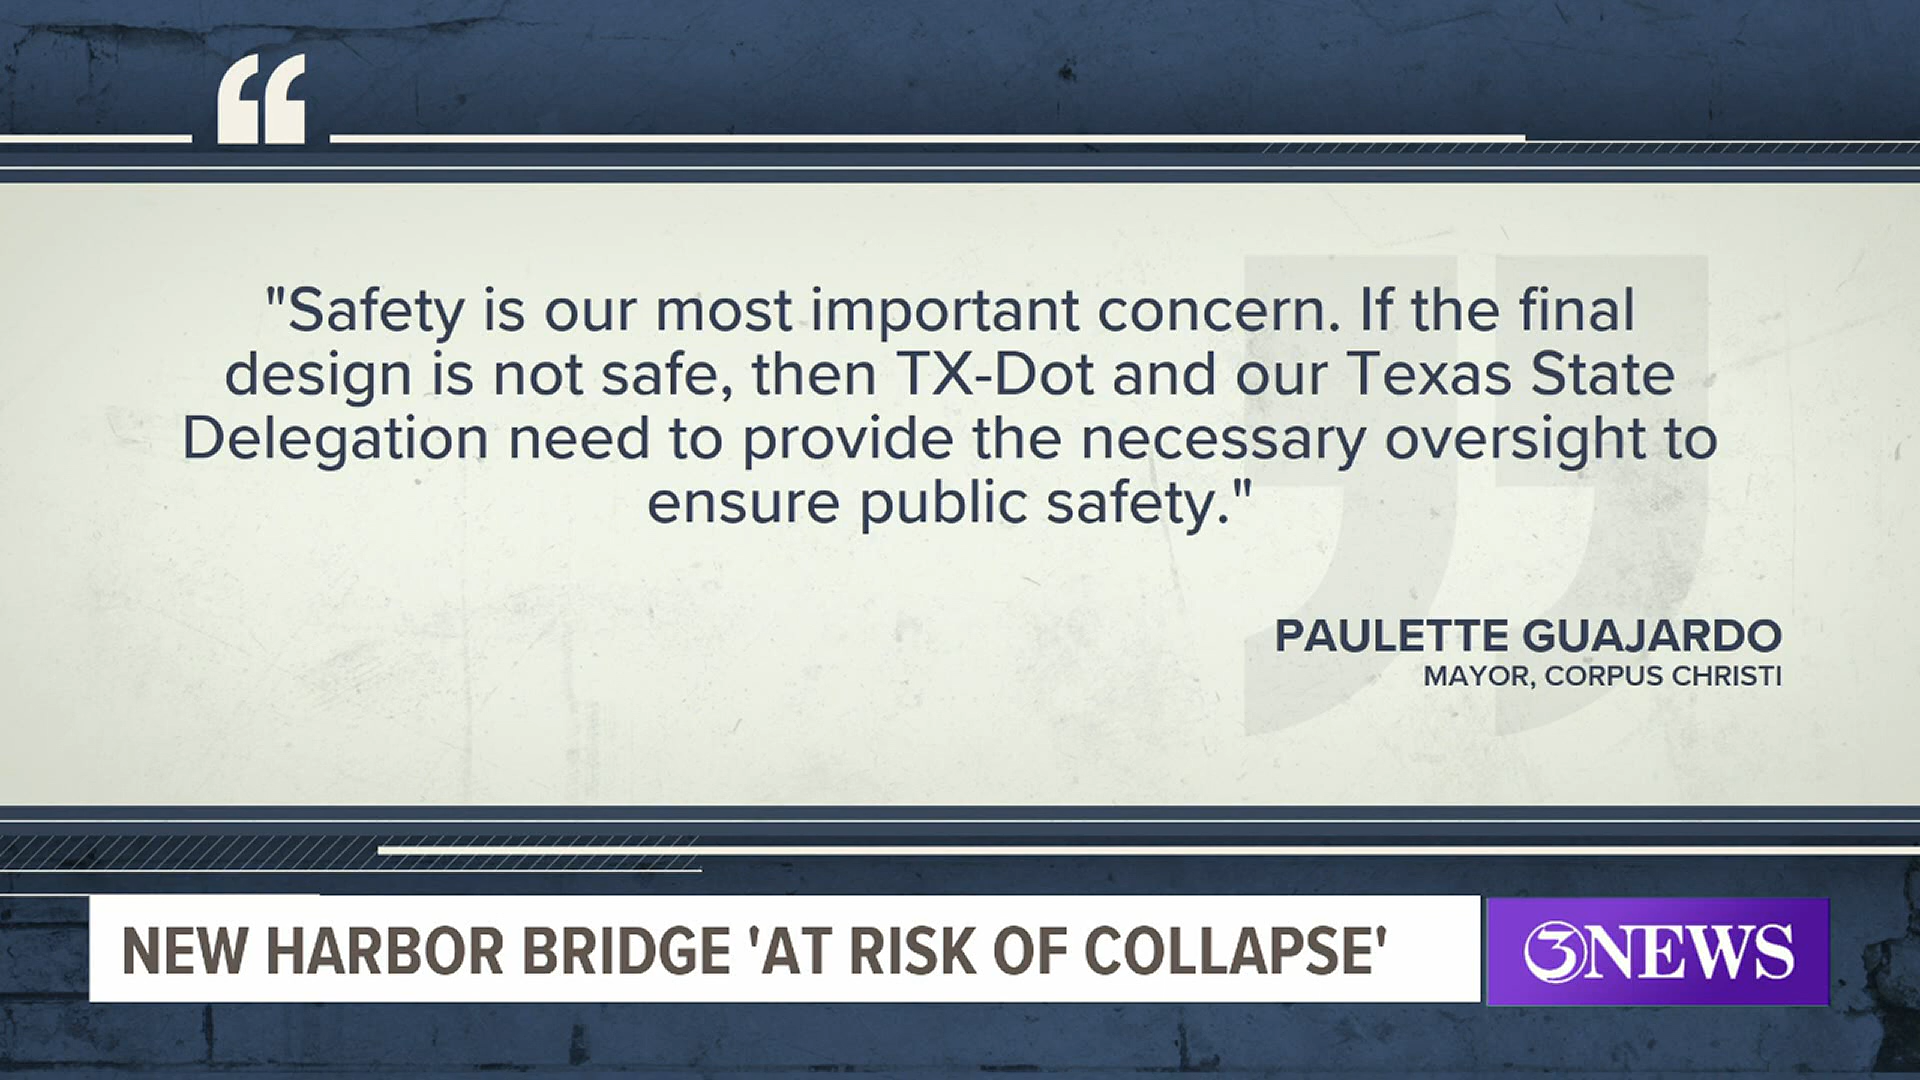 "Safety is our most important concern. If the final
design is not safe, then TX-Dot and our Texas State
Delegation need to provide the necessary oversight to
ensure public safety."
PAULETTE GUAJARDO
MAYOR, CORPUS CHRISTI
NEW HARBOR BRIDGE 'AT RISK OF COLLAPSE'
3NEWS